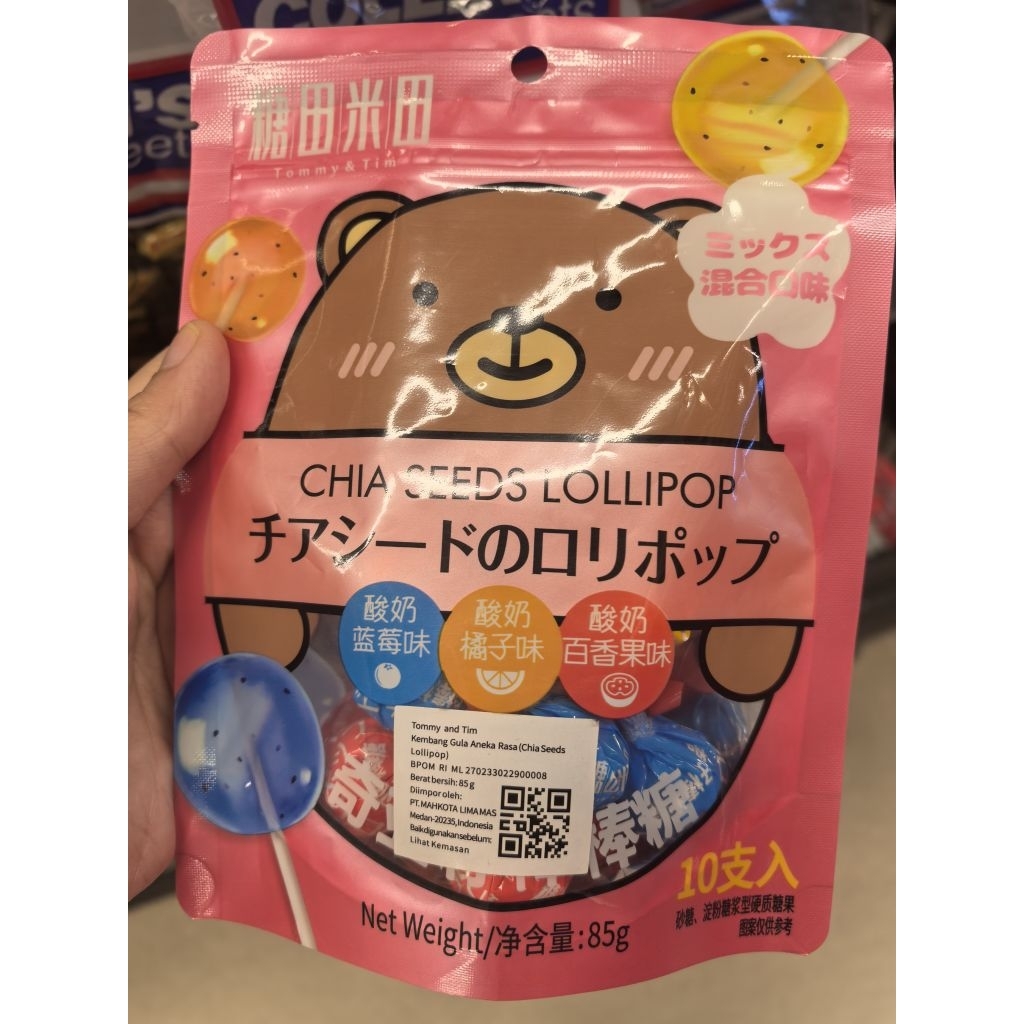 糖田米田
Tommy & Tim
ミックス
混合口味
CHIA SEEDS LOLLIPOP
チアシードのロリポップ
酸奶
蓝莓味
酸奶
橘子味
酸奶
百香果味
Tommy and Tim
Kembang Gula Aneka Rasa (Chia Seeds
Lollipop)
BPOM RI ML 270233022900008
Berat bersih: 85 g
Diimpor oleh:
PT. MAHKOTA LIMA MAS
Medan-20235, Indonesia
Baik digunakan sebelum:
Lihat Kemasan
奇
棒糖
10支入
砂糖、淀粉糖浆型硬质糖果
图案仅供参考
Net Weight/净含量:85g